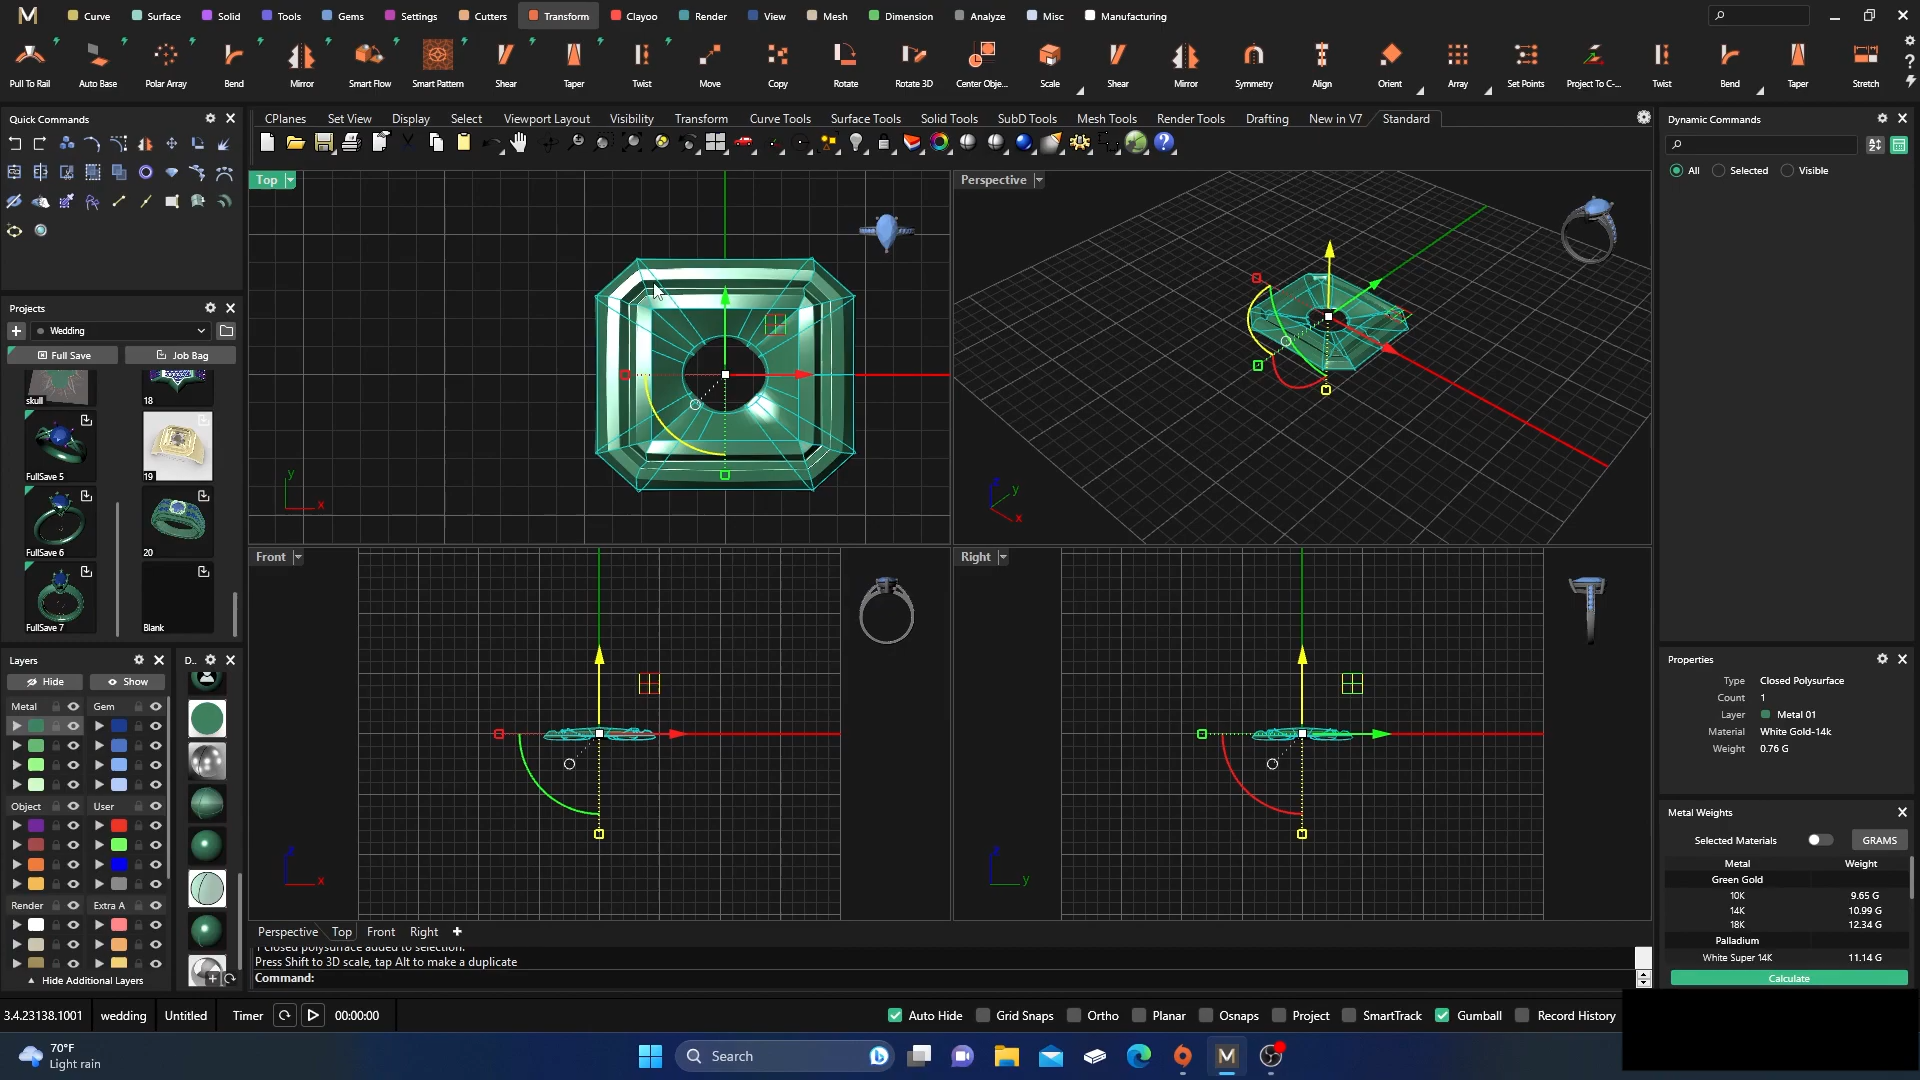 Curve Surface Solid Tools Gems Settings Cutters Transform Clayoo Render View Mesh Dimension Analyze Misc Manufacturing
Pull To Rail Auto Base Polar Array Bend Mirror Smart Flow Smart Pattern Shear Taper Twist Move Copy Rotate Rotate 3D Center Obje... Scale Shear Mirror Symmetry Align Orient Array Set Points Project To C-... Twist Bend Taper Stretch
Quick Commands
CPlanes Set View Display Select Viewport Layout Visibility Transform Curve Tools Surface Tools Solid Tools SubD Tools Mesh Tools Render Tools Drafting New in V7 Standard
Dynamic Commands
All Selected Visible
Top
Perspective
Projects
Wedding
Full Save Job Bag
skull 18
FullSave 5 19
FullSave 6 20
FullSave 7 Blank
y
x
y
x
Front
Right
Layers D..
Hide Show
Metal Gem
Object User
Render Extra A
Hide Additional Layers
x
y
Properties
Type Closed Polysurface
Count 1
Layer Metal 01
Material White Gold-14k
Weight 0.76 G
Metal Weights
Selected Materials GRAMS
Metal Weight
Green Gold
10K 9.65 G
14K 10.99 G
18K 12.34 G
Palladium
White Super 14K 11.14 G
Calculate
Perspective Top Front Right
1 closed polysurface added to selection.
Press Shift to 3D scale, tap Alt to make a duplicate
Command:
3.4.23138.1001 wedding Untitled Timer 00:00:00 Auto Hide Grid Snaps Ortho Planar Osnaps Project SmartTrack Gumball Record History
70°F
Light rain
Search